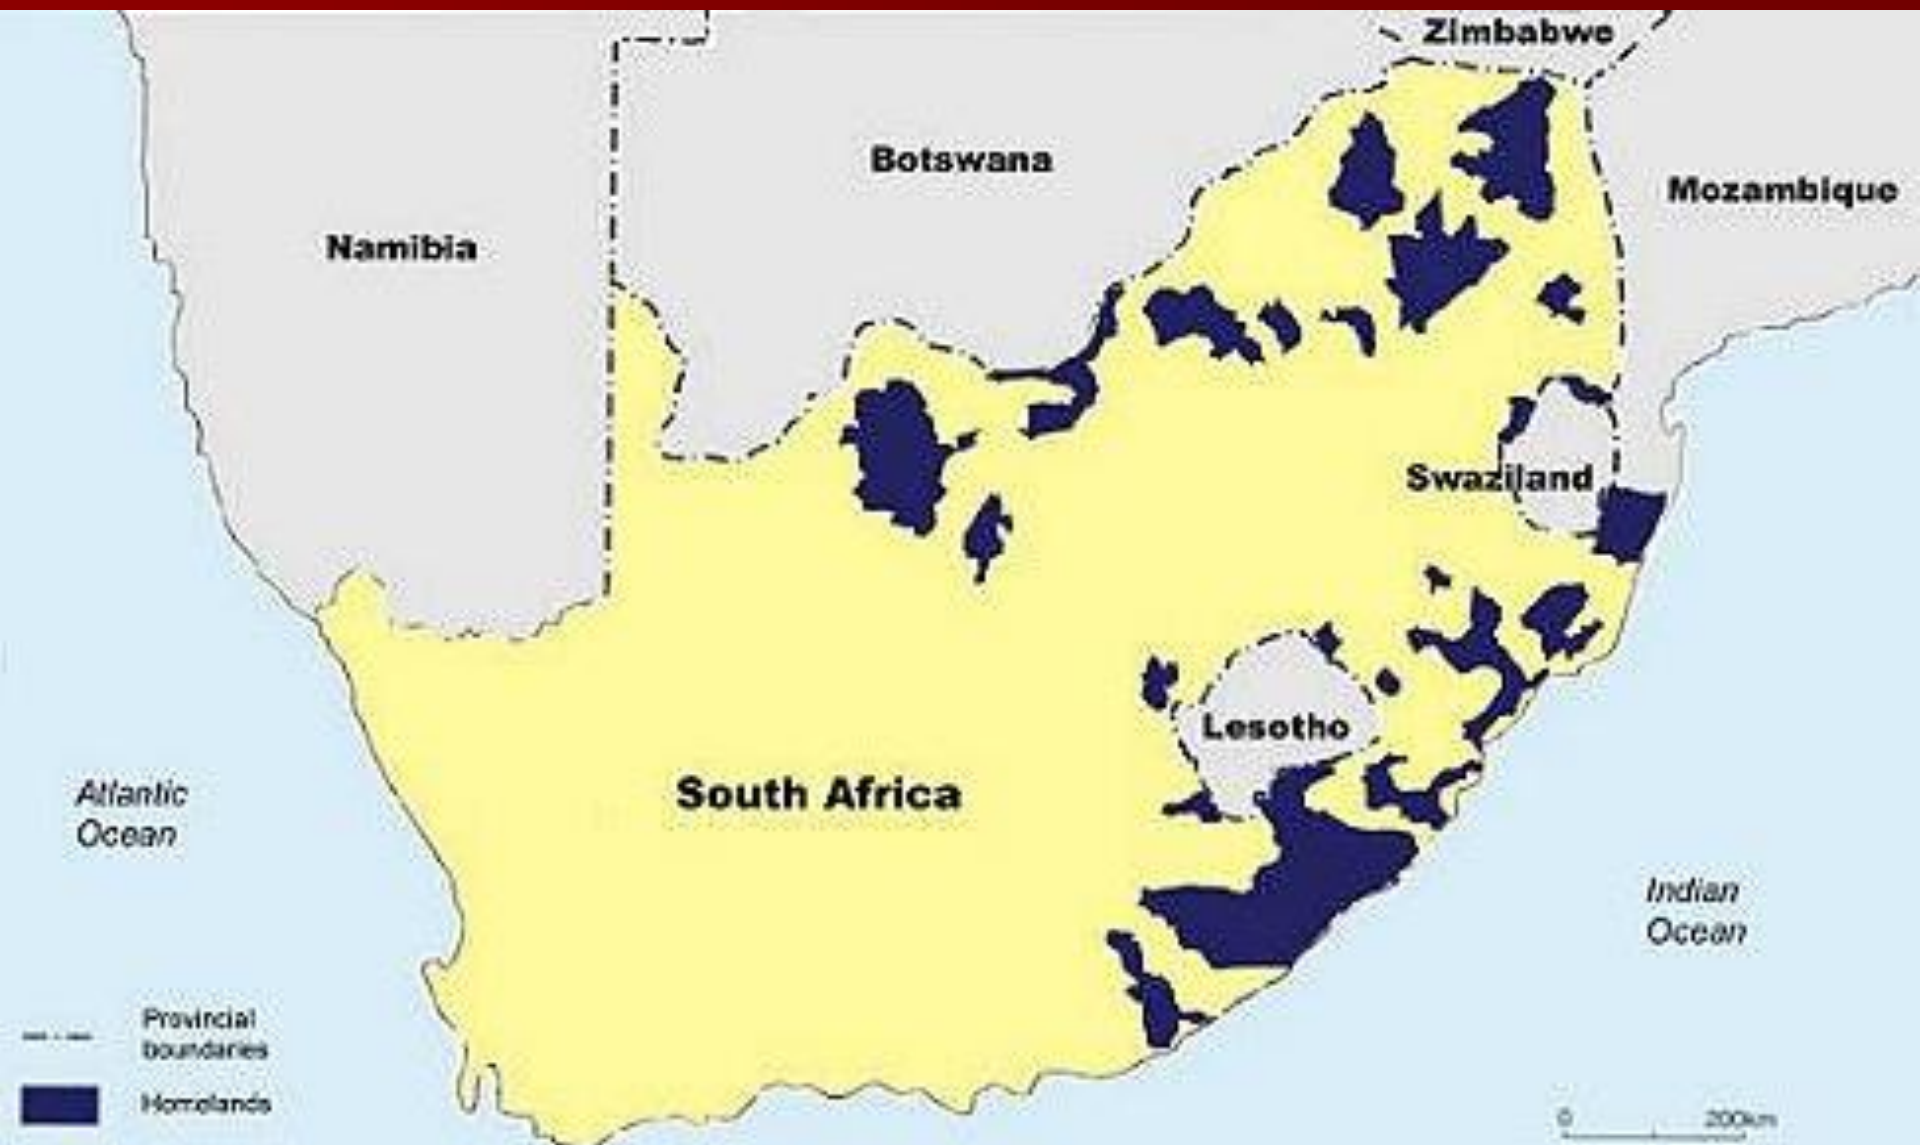 Zimbabwe
Botswana
Mozambique
Namibia
Swaziland
Lesotho
South Africa
Atlantic
Ocean
Indian
Ocean
Provincial
boundaries
Homelands
0 200km